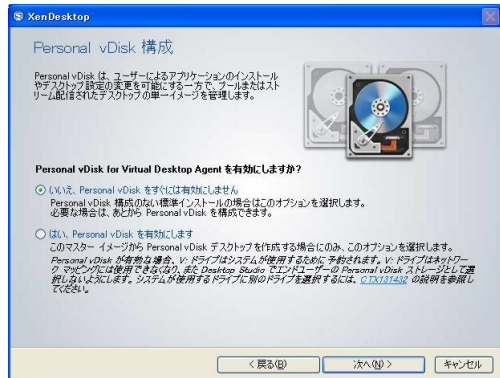 XenDesktop
Personal vDisk 構成
Personal vDisk は、ユーザーによるアプリケーションのインストール
やデスクトップ設定の変更を可能にする一方で、プールまたはスト
リーム配信されたデスクトップの単一イメージを管理します。
Personal vDisk for Virtual Desktop Agent を有効にしますか?
いいえ、Personal vDisk をすぐには有効にしません
Personal vDisk 構成のない標準インストールの場合はこのオプションを選択します。
必要な場合は、あとから Personal vDisk を構成できます。
はい、Personal vDisk を有効にします
このマスター イメージから Personal vDisk デスクトップを作成する場合にのみ、このオプションを選択します。
Personal vDisk が有効な場合、V: ドライブはシステムが使用するために予約されます。V: ドライブはネットワー
ク マッピングには使用できなくなり、また Desktop Studio でエンドユーザーの Personal vDisk ストレージとして選
択しないようにします。システムが使用するドライブに別のドライブを選択するには、CTX131432 の説明を参照し
てください。
< 戻る(B)
次へ(N) >
キャンセル